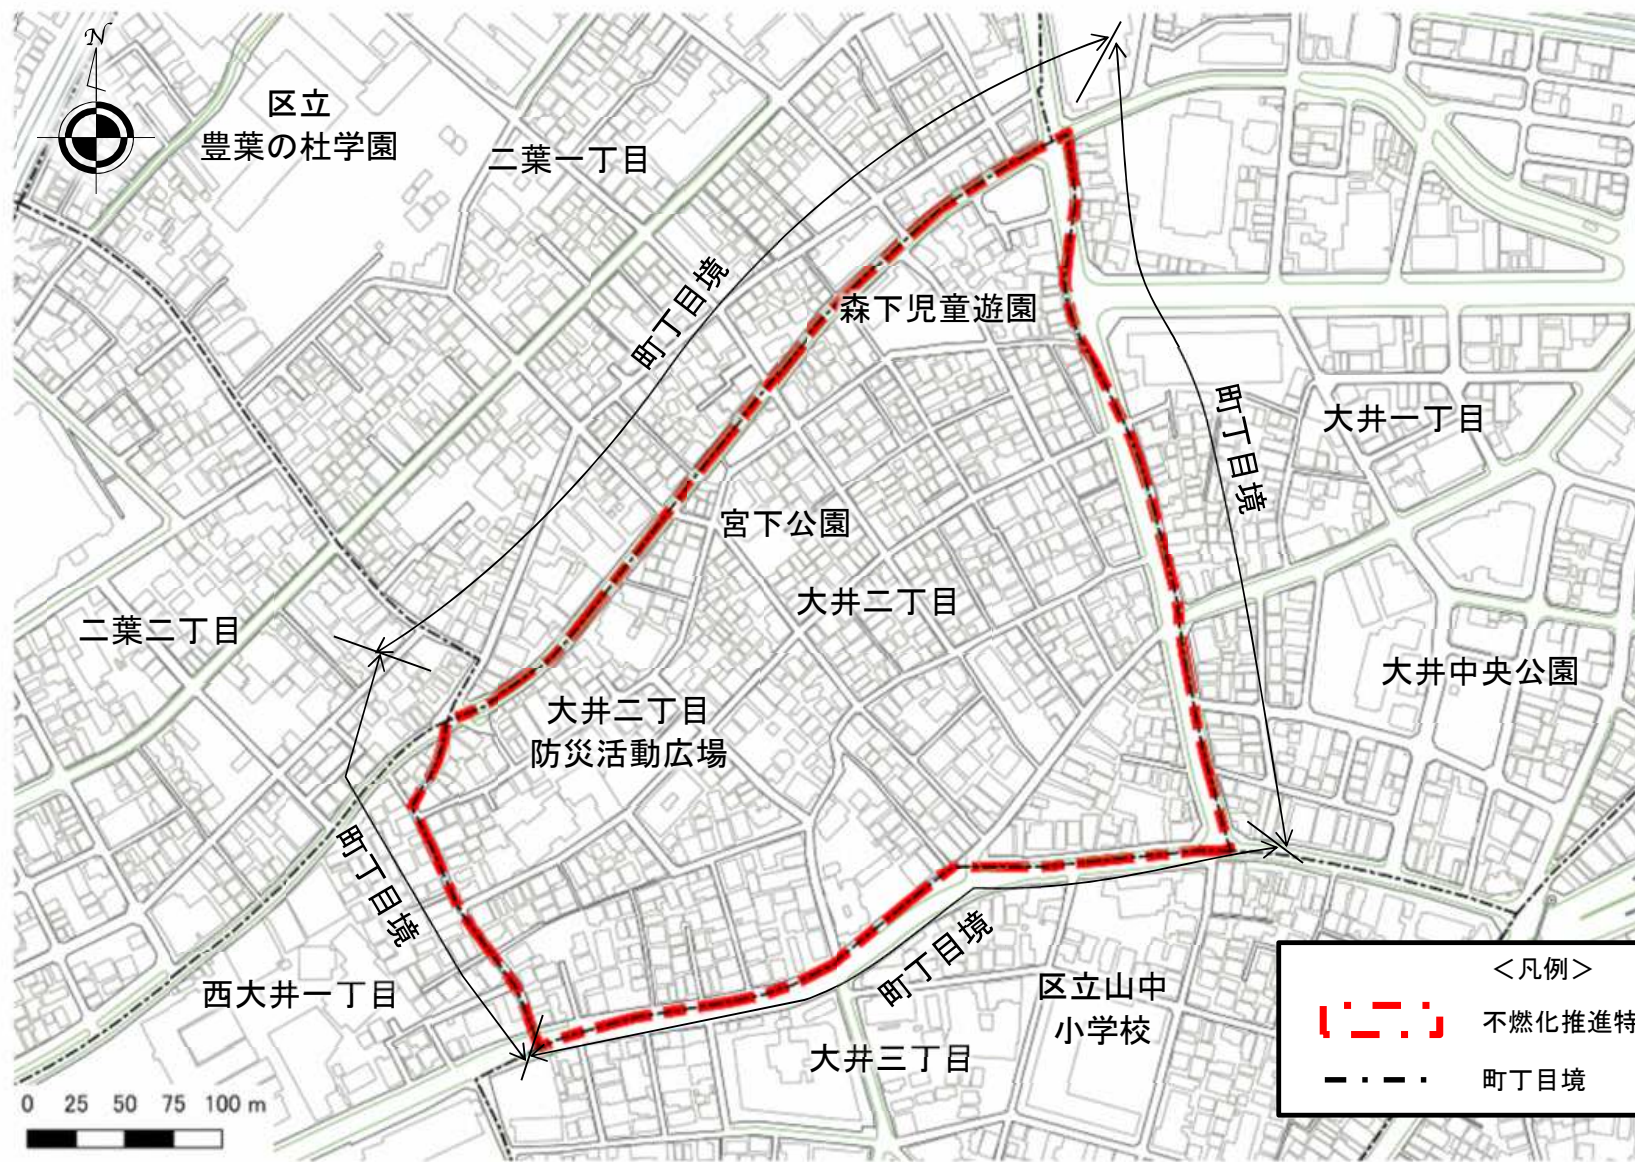 N
区立
豊葉の杜学園
二葉一丁目
町丁目境
森下児童遊園
町丁目境
大井一丁目
宮下公園
大井二丁目
二葉二丁目
大井中央公園
大井二丁目
防災活動広場
町丁目境
町丁目境
西大井一丁目
区立山中
小学校
大井三丁目
<凡例>
不燃化推進特
町丁目境
0 25 50 75 100 m